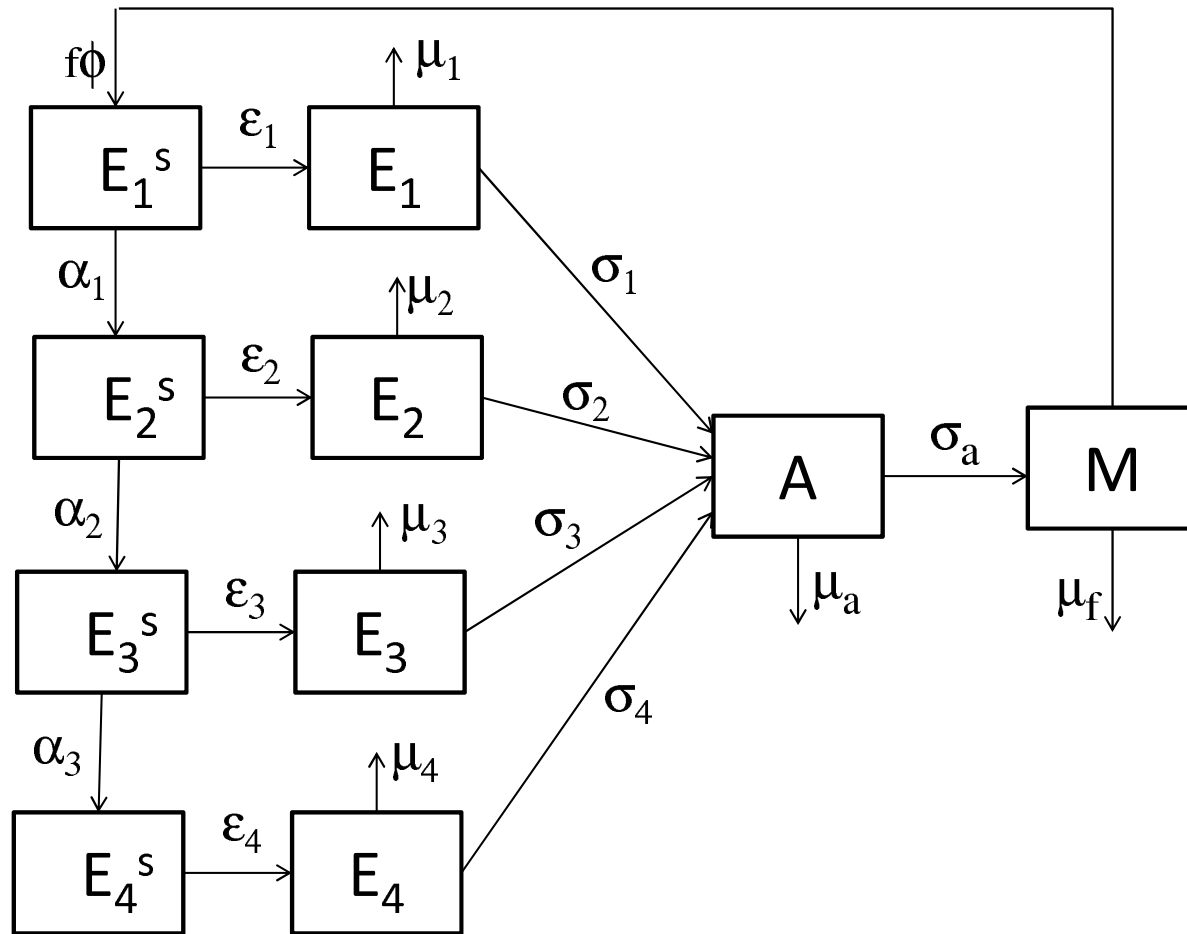 fϕ
μ₁
ε₁
E₁ˢ
E₁
α₁
σ₁
μ₂
ε₂
E₂ˢ
E₂
σ₂
σₐ
A
M
α₂
μ₃
σ₃
ε₃
μₐ
μf
E₃ˢ
E₃
σ₄
α₃
μ₄
ε₄
E₄ˢ
E₄